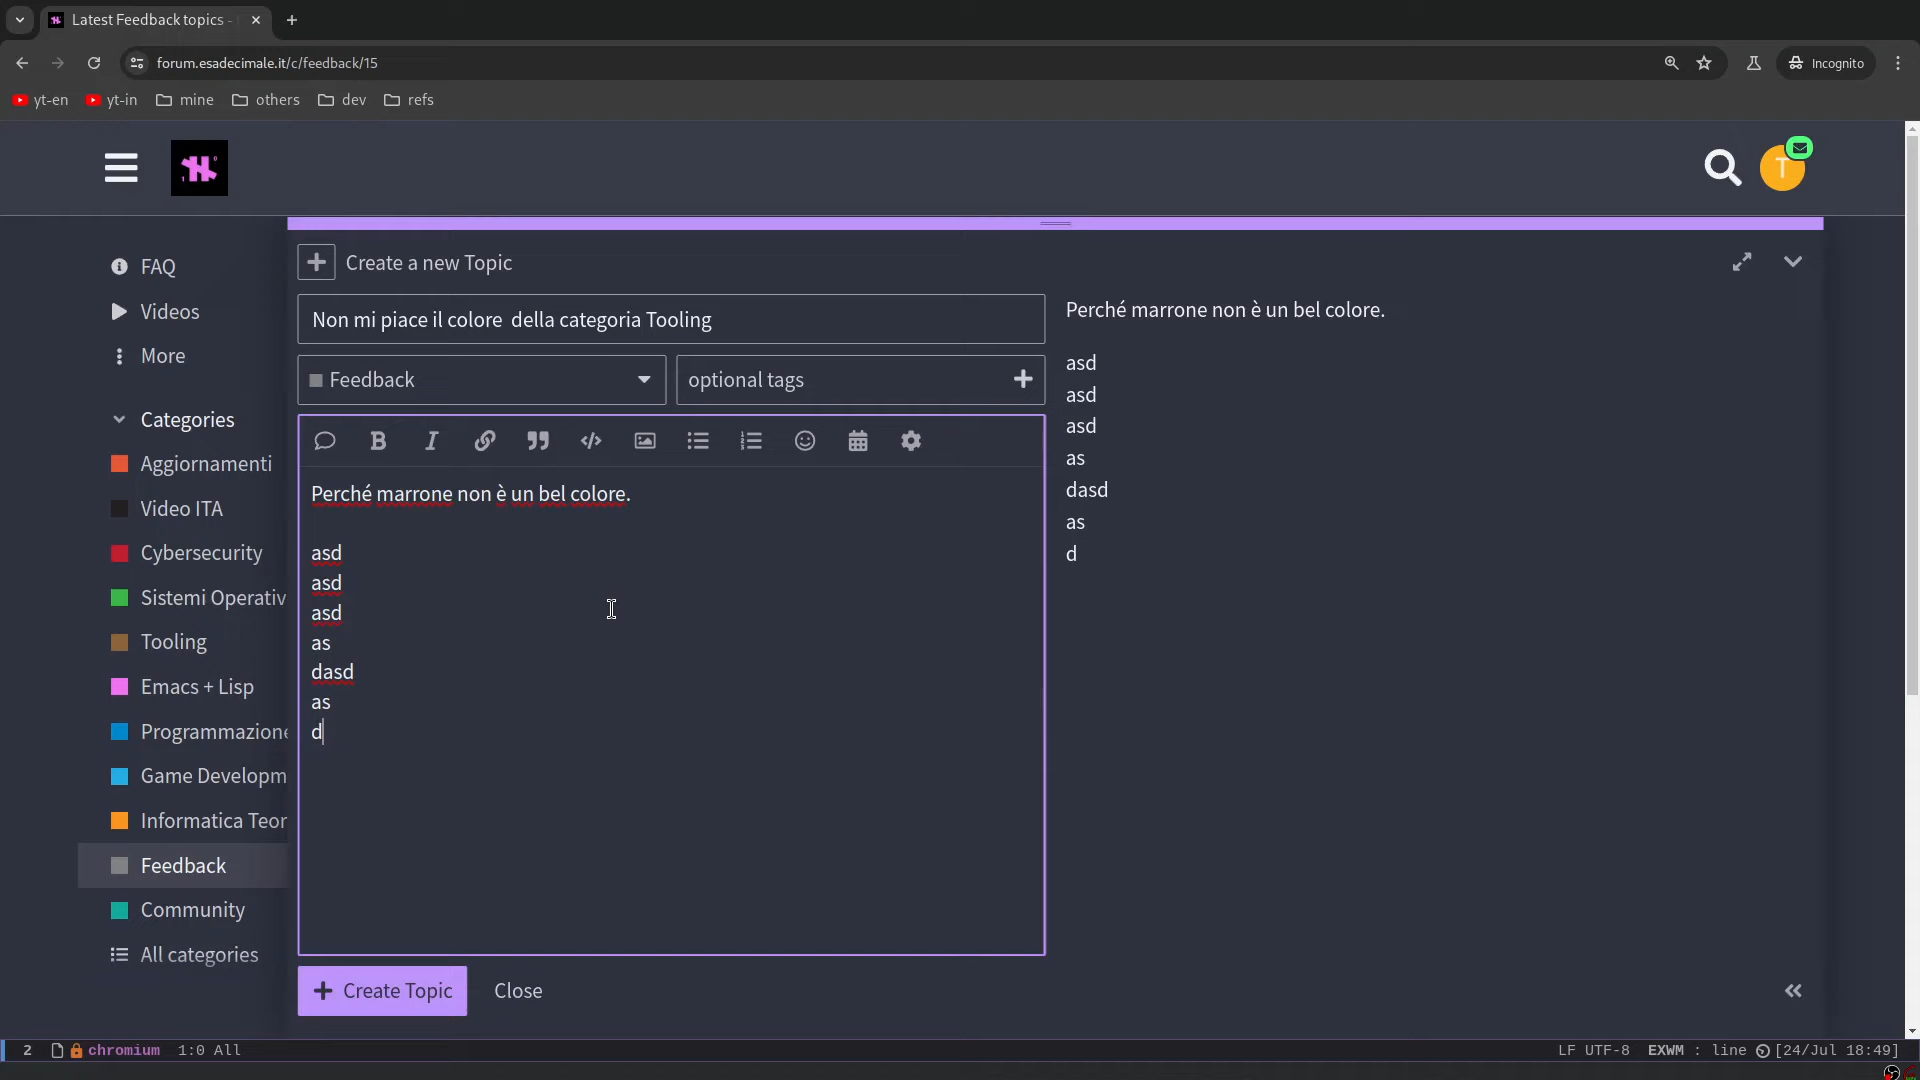 Latest Feedback topics -
forum.esadecimale.it/c/feedback/15
Incognito
yt-en
yt-in
mine
others
dev
refs
T
FAQ
Videos
More
Categories
Aggiornamenti
Video ITA
Cybersecurity
Sistemi Operativ
Tooling
Emacs + Lisp
Programmazione
Game Developm
Informatica Teor
Feedback
Community
All categories
Create a new Topic
Non mi piace il colore  della categoria Tooling
Feedback
optional tags
B I
Perché marrone non è un bel colore.
asd
asd
asd
as
dasd
as
d
Create Topic
Close
Perché marrone non è un bel colore.
asd
asd
asd
as
dasd
as
d
2 chromium 1:0 All
LF UTF-8 EXWM : line [24/Jul 18:49]